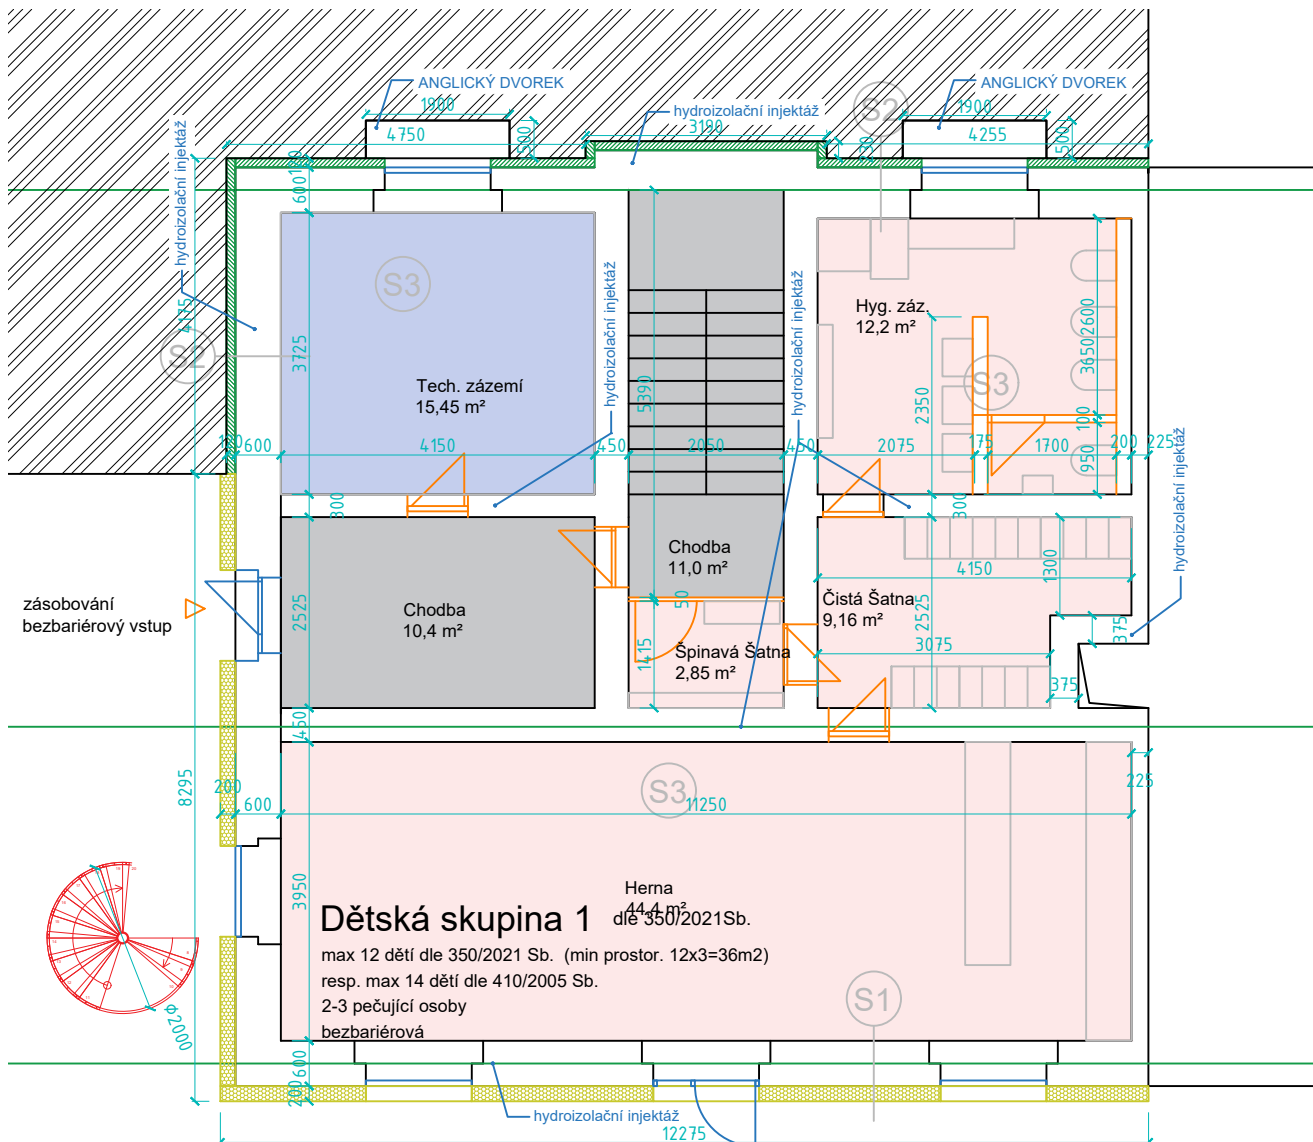 ANGLICKÝ DVOREK
ANGLICKÝ DVOREK
1900
hydroizolační injektáž
S2
1900
4750
500
3190
230
4255
500
hydroizolační injektáž
600
S3
hydroizolační injektáž
hydroizolační injektáž
Hyg. záz.
12,2 m²
2600
4175
S2
3725
Tech. zázemí
15,45 m²
5390
2350
S3
3650
100
600
4150
450
2050
450
2075
175
1700
200
225
950
hydroizolační injektáž
300
300
Chodba
11,0 m²
1300
4150
zásobování
bezbariérový vstup
2525
Chodba
10,4 m²
50
Čistá Šatna
9,16 m²
2525
375
1415
Špinavá Šatna
2,85 m²
3075
375
450
8295
200
600
S3
11250
225
3950
Herna
44,4 m²
Dětská skupina 1
dle 350/2021Sb.
max 12 dětí dle 350/2021 Sb. (min prostor. 12x3=36m2)
resp. max 14 dětí dle 410/2005 Sb.
2-3 pečující osoby
bezbariérová
S1
ϕ2000
600
200
hydroizolační injektáž
12275